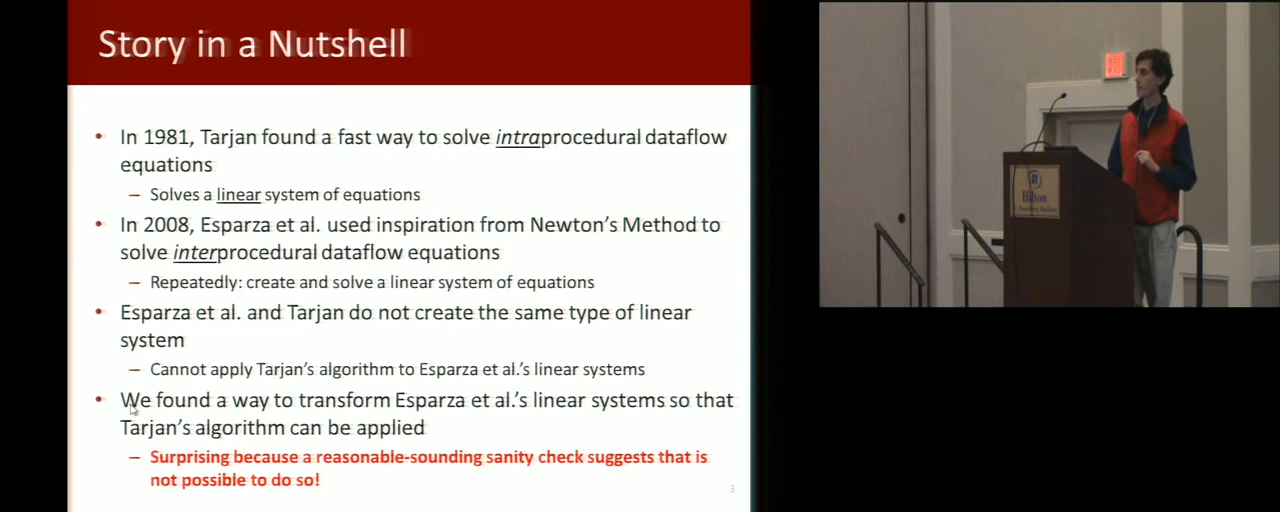 Story in a Nutshell
• In 1981, Tarjan found a fast way to solve intraprocedural dataflow
equations
– Solves a linear system of equations
• In 2008, Esparza et al. used inspiration from Newton's Method to
solve interprocedural dataflow equations
– Repeatedly: create and solve a linear system of equations
• Esparza et al. and Tarjan do not create the same type of linear
system
– Cannot apply Tarjan's algorithm to Esparza et al.'s linear systems
• We found a way to transform Esparza et al.'s linear systems so that
Tarjan's algorithm can be applied
– Surprising because a reasonable-sounding sanity check suggests that is
not possible to do so!
3
Hilton